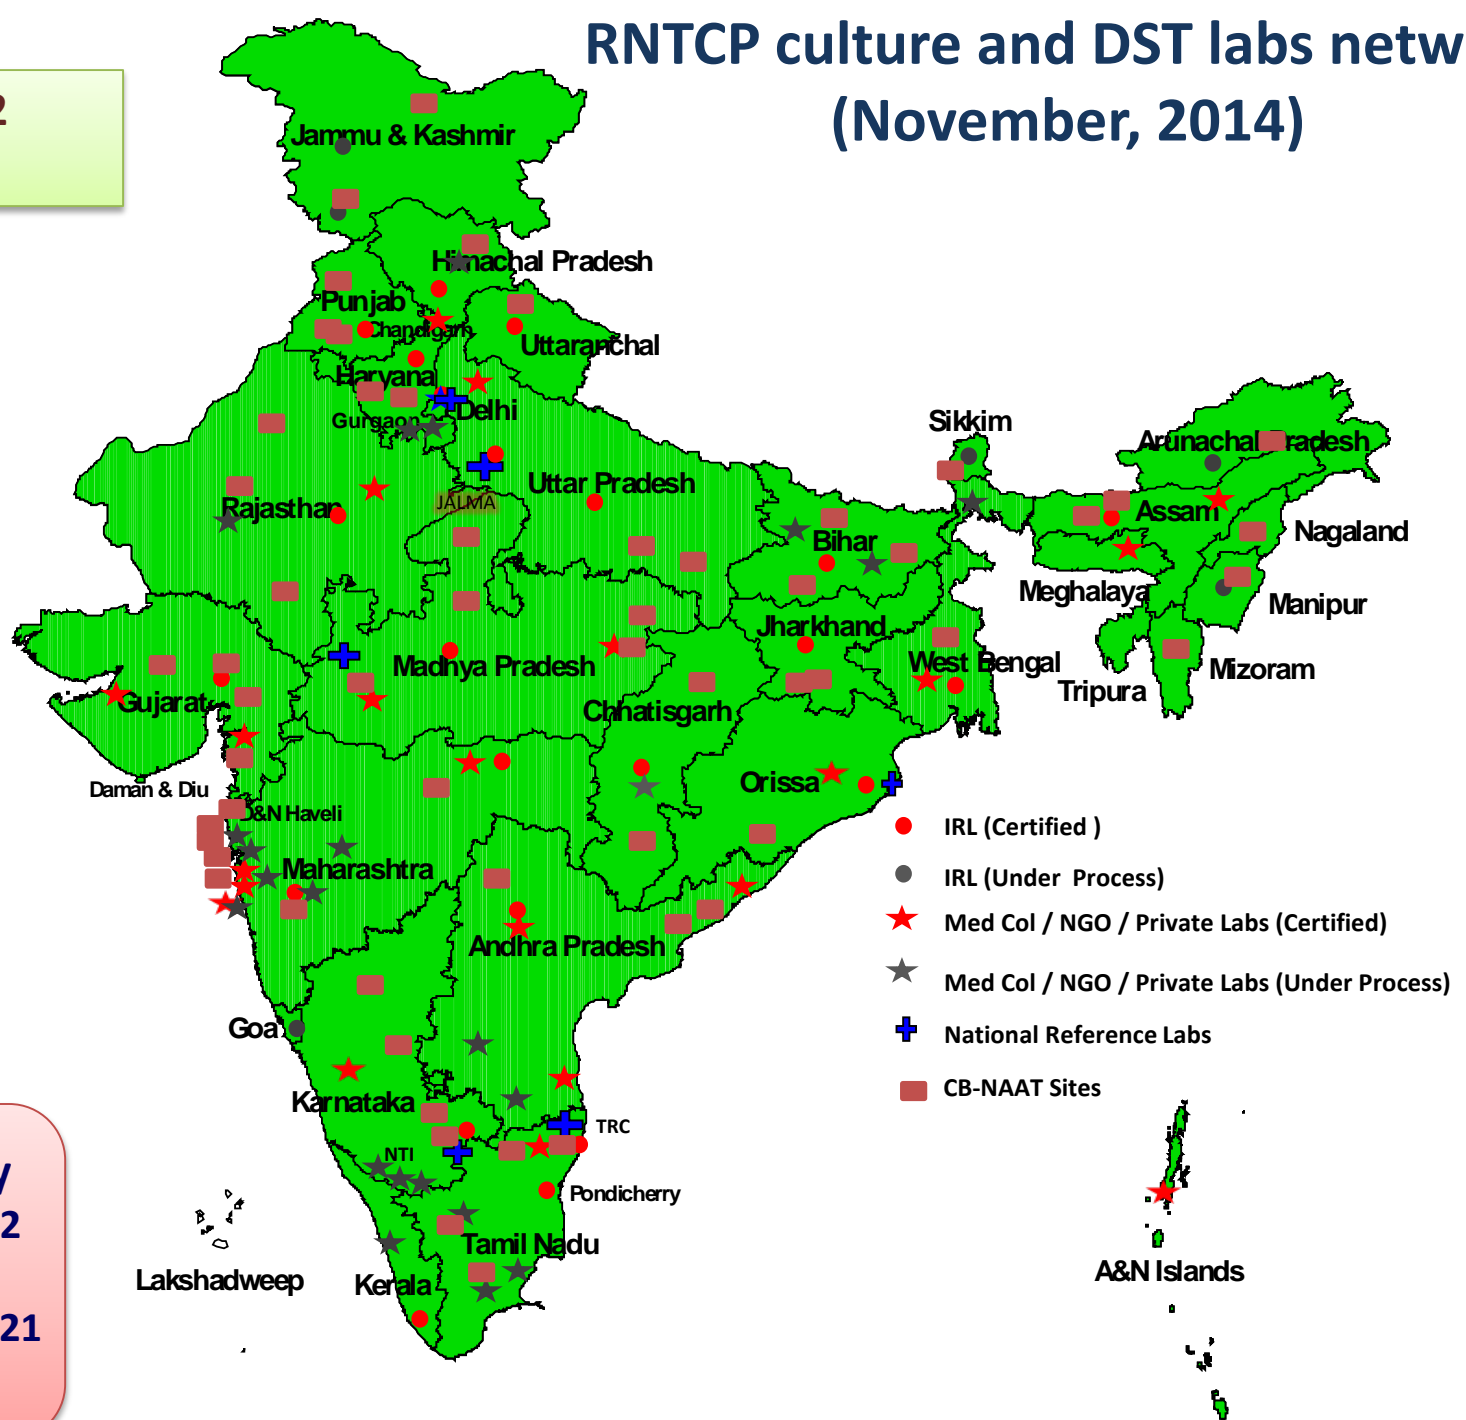 RNTCP culture and DST labs netw
(November, 2014)
2
Jammu & Kashmir
Himachal Pradesh
Punjab
Chandigarh
Uttaranchal
Haryana
Delhi
Gurgaon
Sikkim
Arunachal Pradesh
Uttar Pradesh
JALMA
Rajasthan
Assam
Nagaland
Bihar
Meghalaya
Manipur
Jharkhand
Madhya Pradesh
West Bengal
Mizoram
Tripura
Gujarat
Chhatisgarh
Daman & Diu
Orissa
D&N Haveli
Maharashtra
IRL (Certified )
IRL (Under Process)
Med Col / NGO / Private Labs (Certified)
Andhra Pradesh
Med Col / NGO / Private Labs (Under Process)
Goa
National Reference Labs
CB-NAAT Sites
Karnataka
TRC
NTI
Pondicherry
y
2
Tamil Nadu
Lakshadweep
Kerala
A&N Islands
21